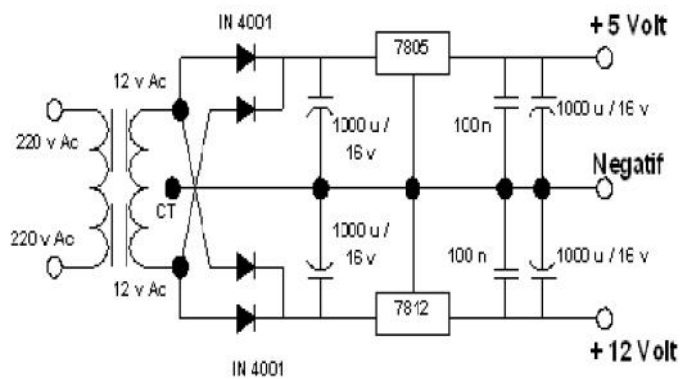 IN 4001
+ 5 Volt
7805
12 v Ac
220 v Ac
1000 u /
16 v
100 n
1000 u / 16 v
Negatif
CT
220 v Ac
1000 u /
16 v
100 n
1000 u / 16 v
12 v Ac
7812
+ 12 Volt
IN 4001